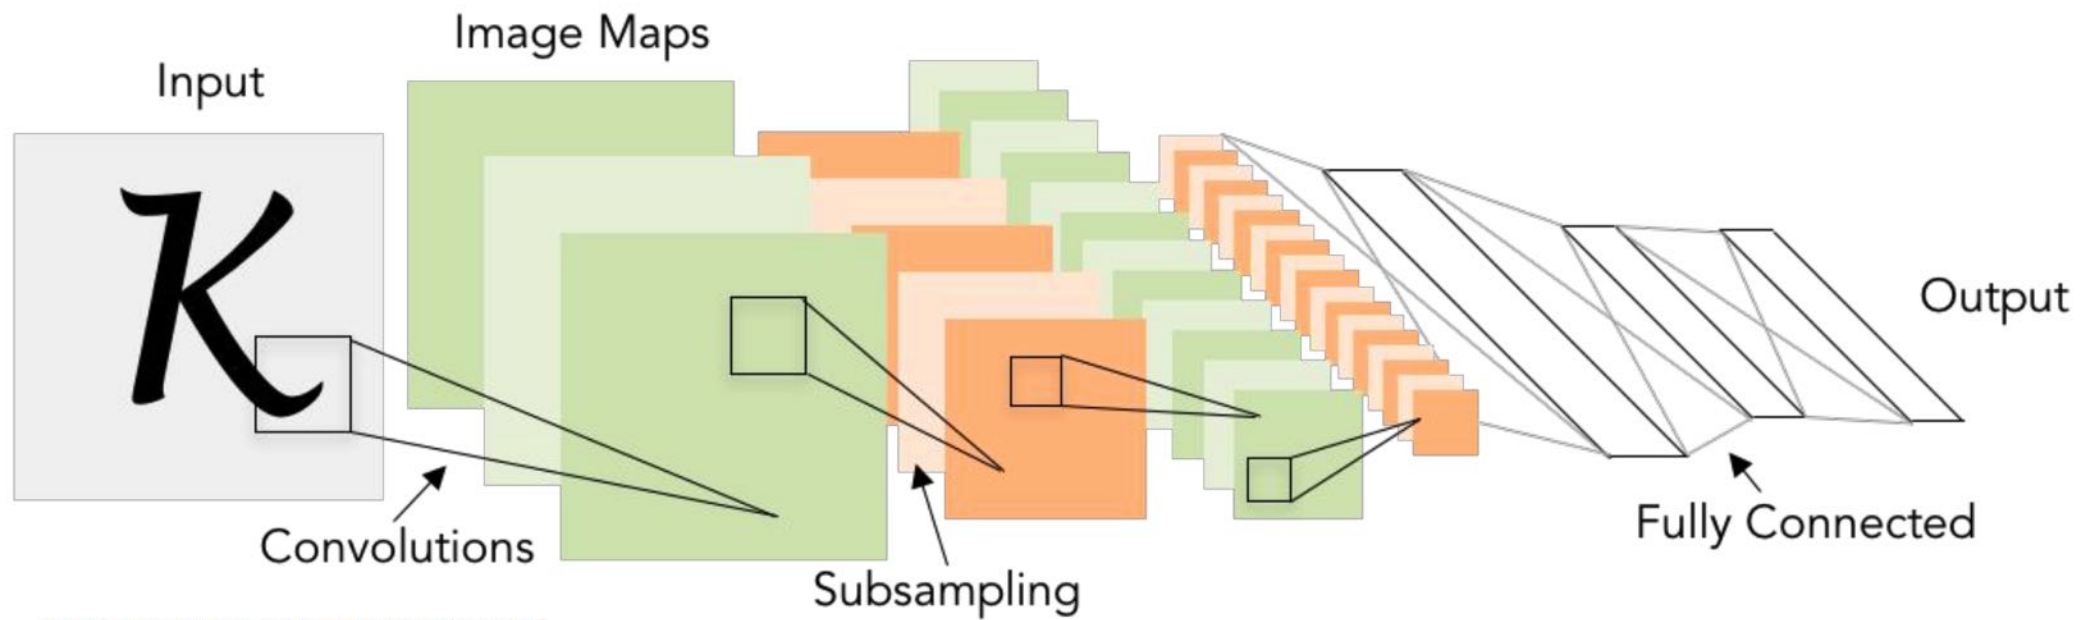 Image Maps
Input
K
Output
Convolutions
Subsampling
Fully Connected